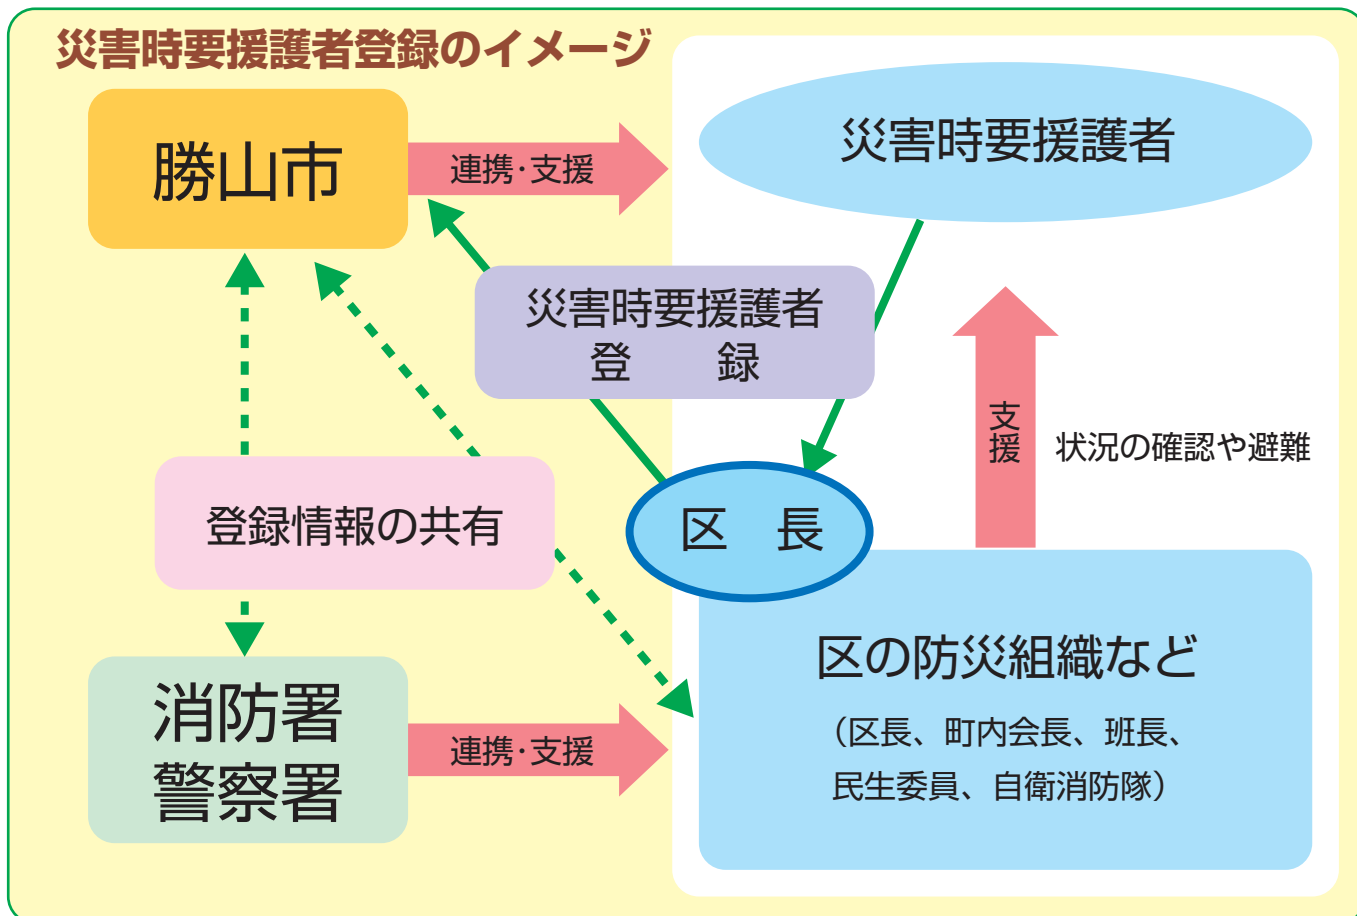 災害時要援護者登録のイメージ
勝山市
連携・支援
災害時要援護者
災害時要援護者
登　　録
支援
状況の確認や避難
登録情報の共有
区　長
消防署
警察署
連携・支援
区の防災組織など
（区長、町内会長、班長、
民生委員、自衛消防隊）